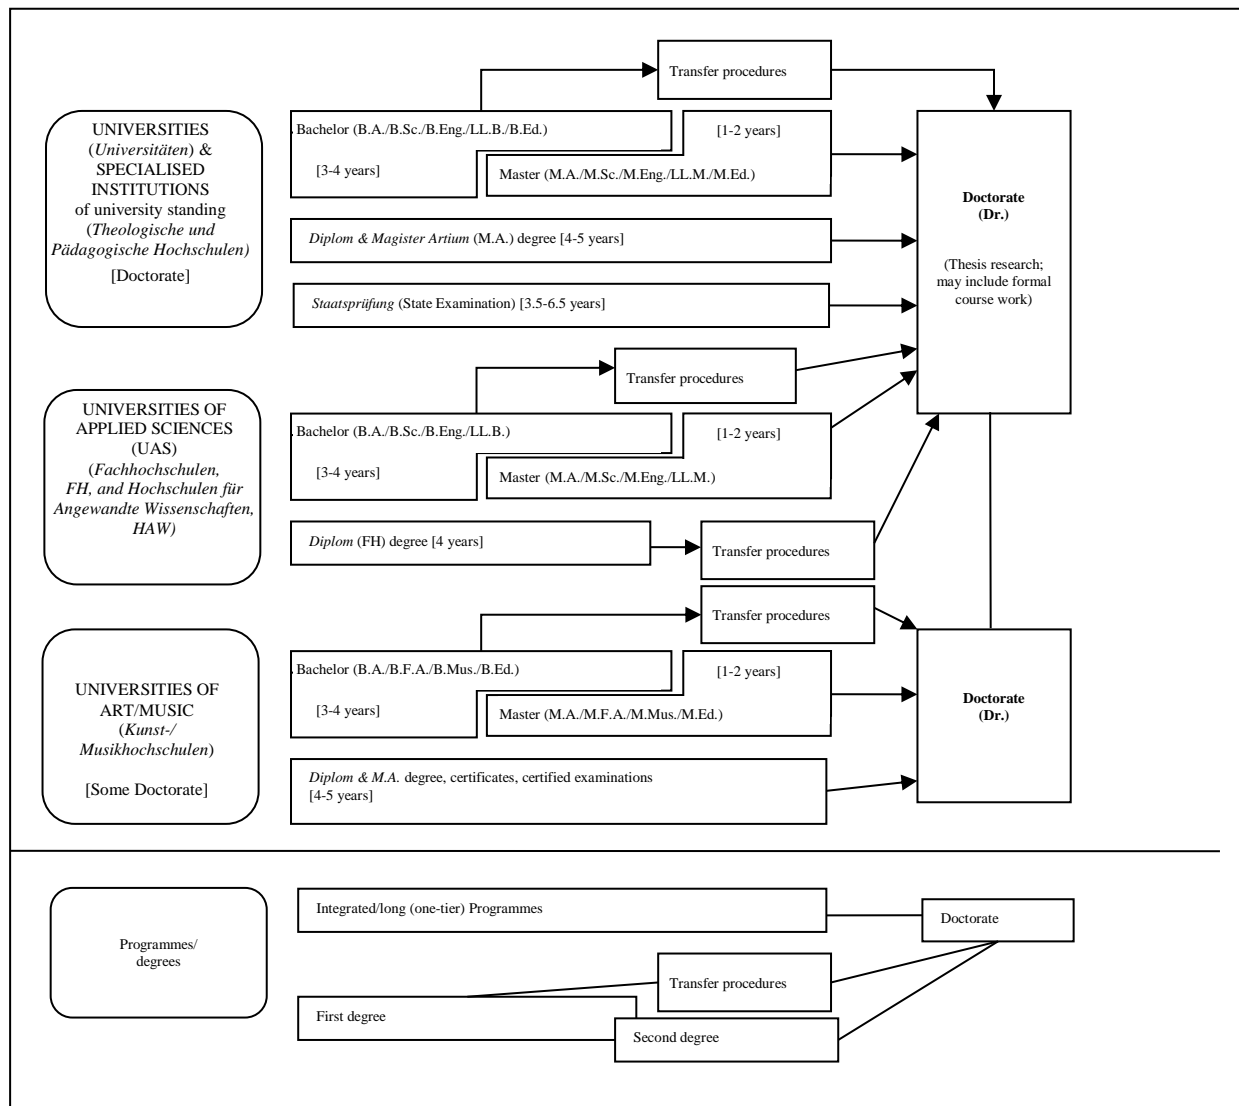 Transfer procedures
UNIVERSITIES
(Universitäten) &
SPECIALISED
INSTITUTIONS
of university standing
(Theologische und
Pädagogische Hochschulen)
[Doctorate]
Bachelor (B.A./B.Sc./B.Eng./LL.B./B.Ed.)
[3-4 years]
[1-2 years]
Master (M.A./M.Sc./M.Eng./LL.M./M.Ed.)
Diplom & Magister Artium (M.A.) degree [4-5 years]
Staatsprüfung (State Examination) [3.5-6.5 years]
Doctorate
(Dr.)
(Thesis research;
may include formal
course work)
Transfer procedures
UNIVERSITIES OF
APPLIED SCIENCES
(UAS)
(Fachhochschulen,
FH, and Hochschulen für
Angewandte Wissenschaften,
HAW)
Bachelor (B.A./B.Sc./B.Eng./LL.B.)
[3-4 years]
[1-2 years]
Master (M.A./M.Sc./M.Eng./LL.M.)
Diplom (FH) degree [4 years]
Transfer procedures
Transfer procedures
UNIVERSITIES OF
ART/MUSIC
(Kunst-/
Musikhochschulen)
[Some Doctorate]
Bachelor (B.A./B.F.A./B.Mus./B.Ed.)
[3-4 years]
[1-2 years]
Master (M.A./M.F.A./M.Mus./M.Ed.)
Diplom & M.A. degree, certificates, certified examinations
[4-5 years]
Doctorate
(Dr.)
Programmes/
degrees
Integrated/long (one-tier) Programmes
Doctorate
Transfer procedures
First degree
Second degree